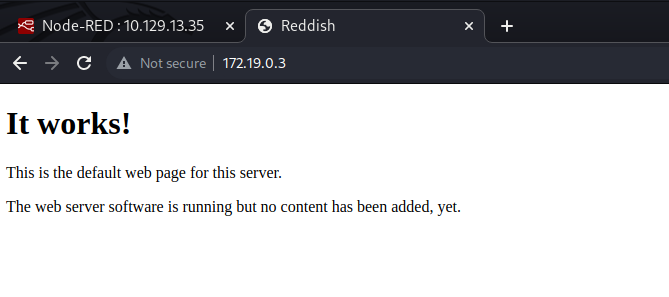 Node-RED : 10.129.13.35
Reddish
Not secure
172.19.0.3
It works!
This is the default web page for this server.
The web server software is running but no content has been added, yet.